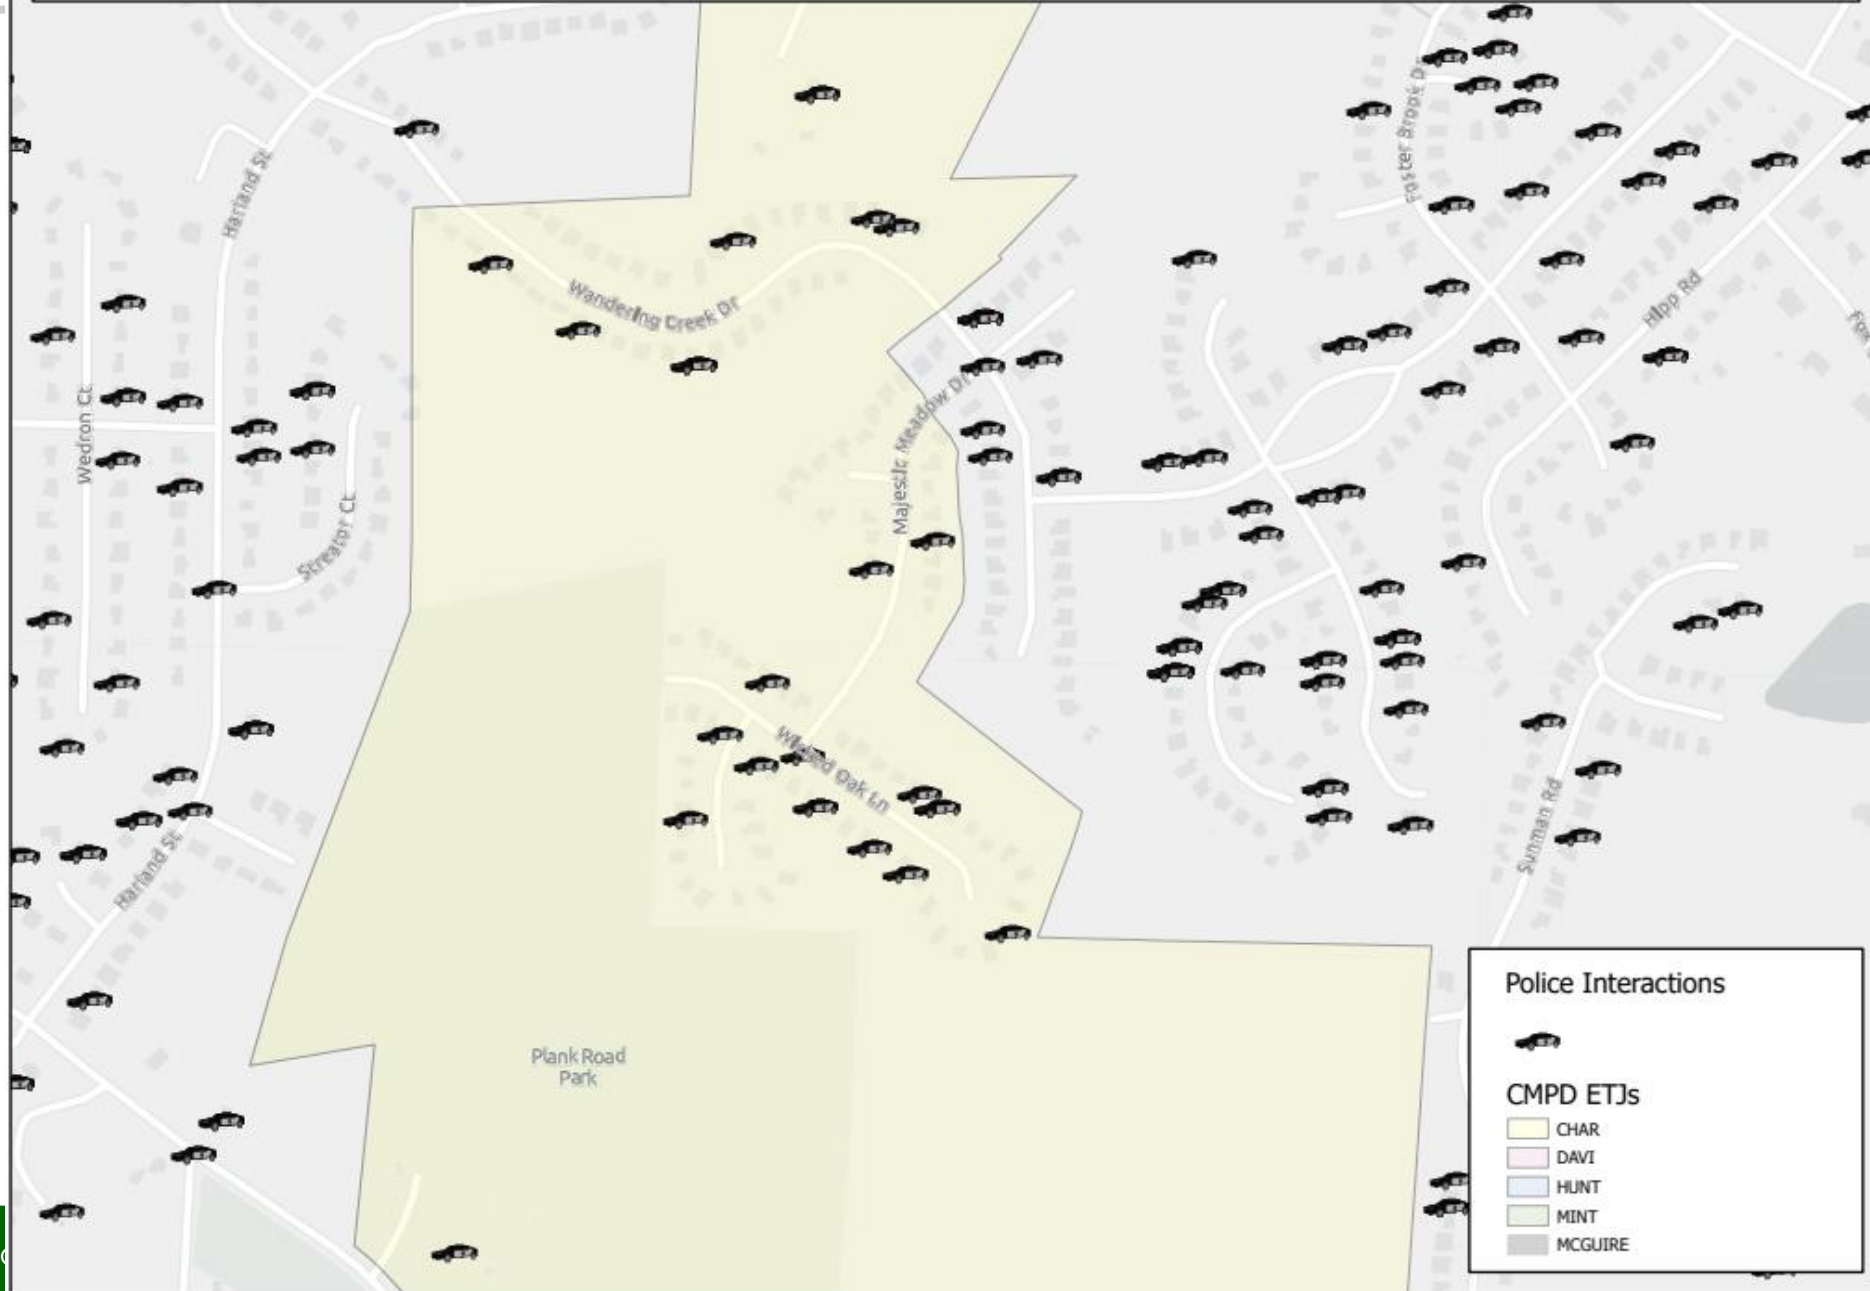 Foster Brook Dr
Harland St
Wandering Creek Dr
Hipp Rd
Wedron Ct
Majestic Meadow Dr
Streator Ct
Oak Ln
Sunman Rd
Harland St
Plank Road
Park
Police Interactions
CMPD ETJs
CHAR
DAVI
HUNT
MINT
MCGUIRE